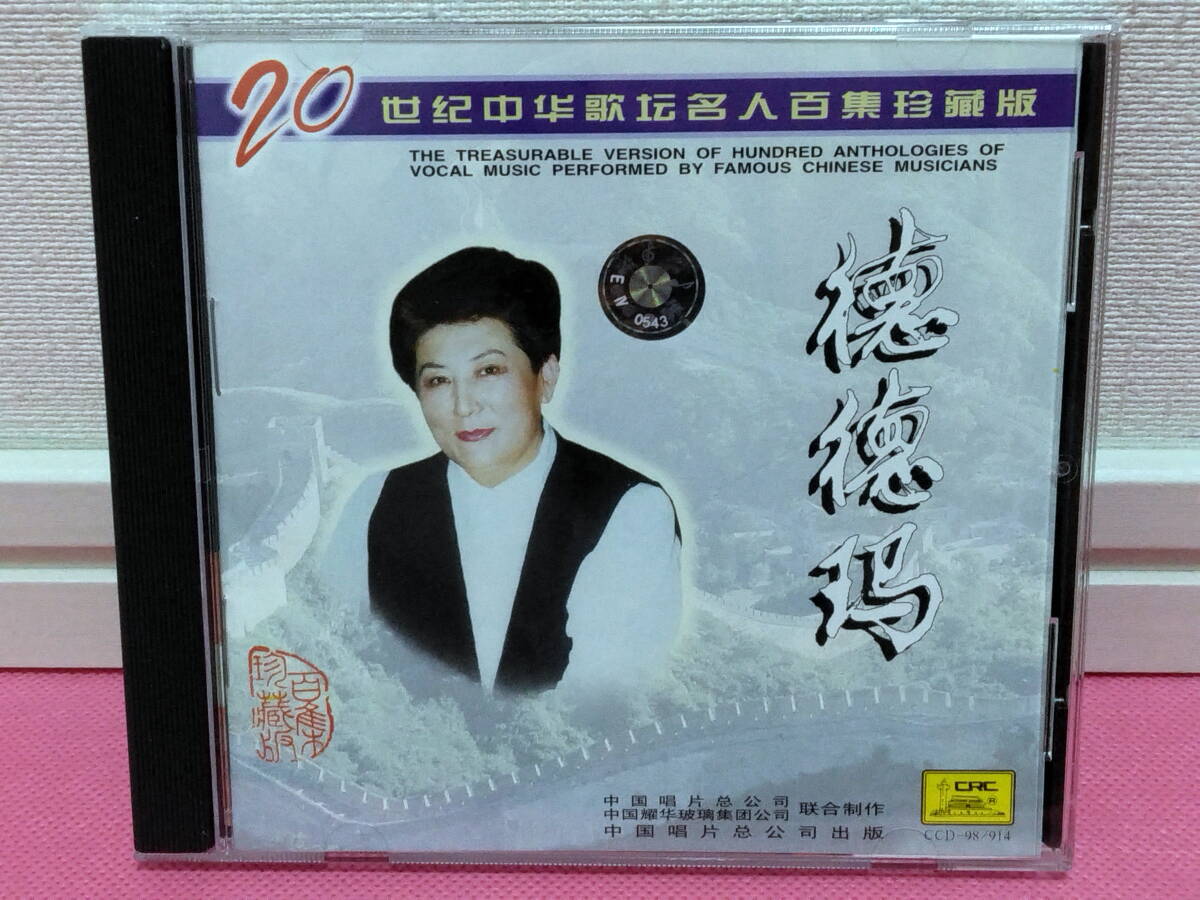 20世纪中华歌坛名人百集珍藏版
THE TREASURABLE VERSION OF HUNDRED ANTHOLOGIES OF
VOCAL MUSIC PERFORMED BY FAMOUS CHINESE MUSICIANS
德德玛
EN
0543
百集
珍藏版
中国唱片总公司
中国耀华玻璃集团公司
联合制作
中国唱片总公司出版
CRC
CCD-98/914